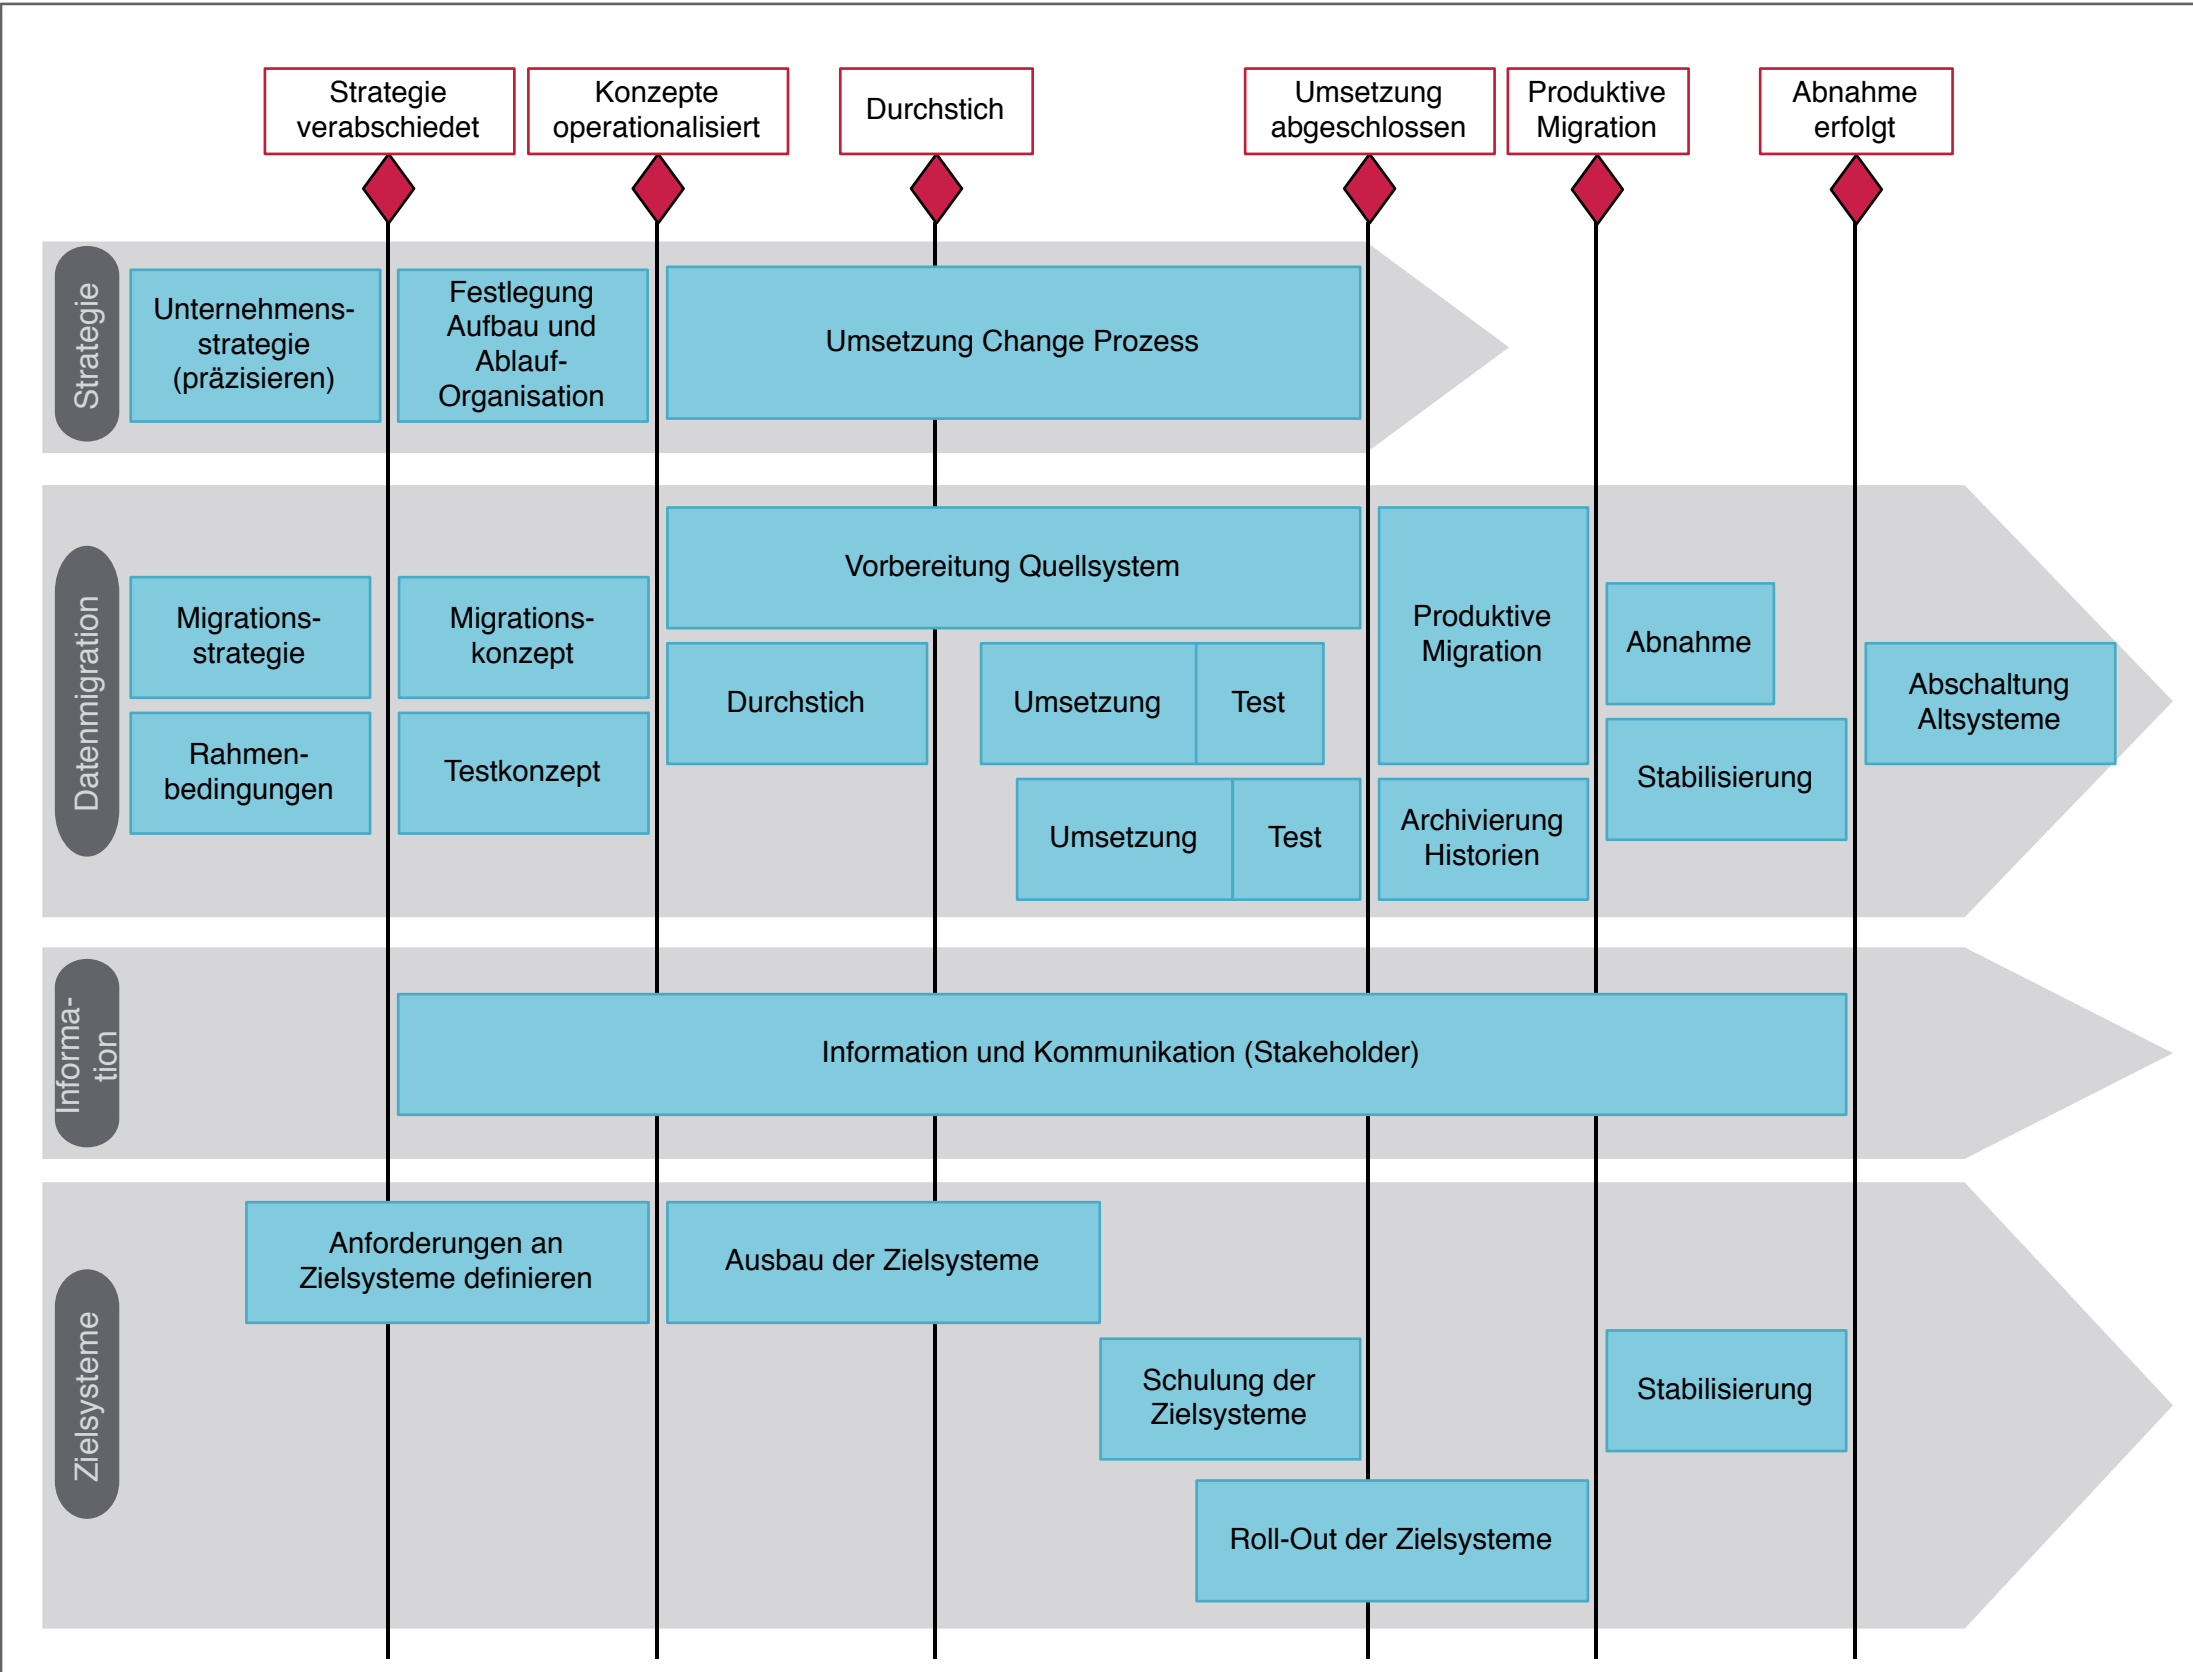 Strategie
verabschiedet
Konzepte
operationalisiert
Durchstich
Umsetzung
abgeschlossen
Produktive
Migration
Abnahme
erfolgt
Strategie
Unternehmens-
strategie
(präzisieren)
Festlegung
Aufbau und
Ablauf-
Organisation
Umsetzung Change Prozess
Datenmigration
Migrations-
strategie
Rahmen-
bedingungen
Migrations-
konzept
Testkonzept
Vorbereitung Quellsystem
Durchstich
Umsetzung
Test
Umsetzung
Test
Produktive
Migration
Archivierung
Historien
Abnahme
Stabilisierung
Abschaltung
Altsysteme
Informa-
tion
Information und Kommunikation (Stakeholder)
Zielsysteme
Anforderungen an
Zielsysteme definieren
Ausbau der Zielsysteme
Schulung der
Zielsysteme
Roll-Out der Zielsysteme
Stabilisierung